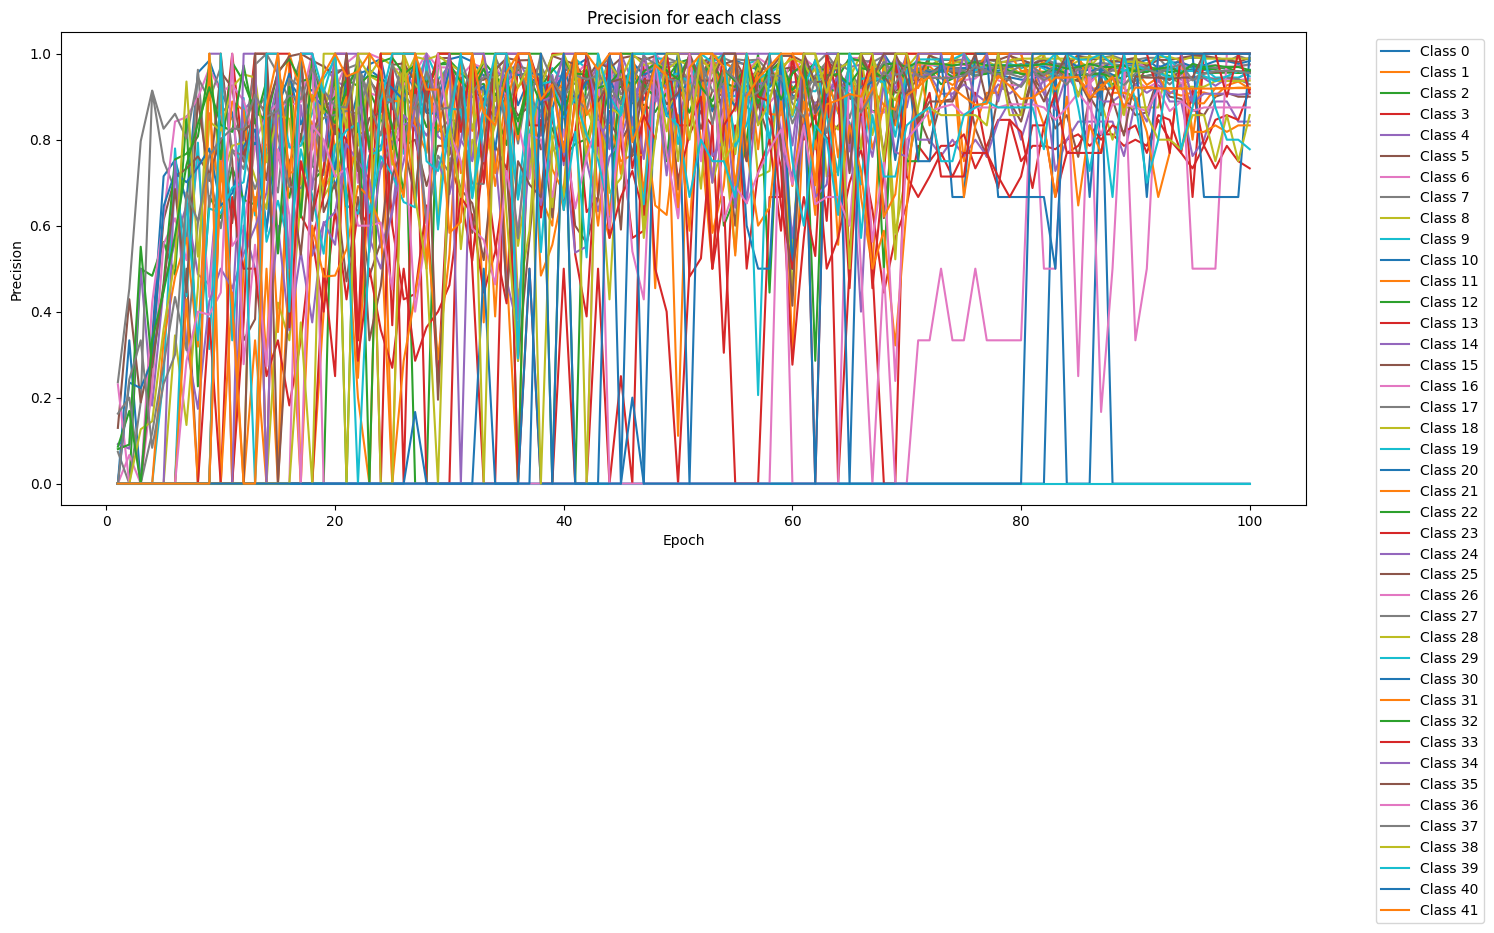 Precision for each class
Precision
1.0
0.8
0.6
0.4
0.2
0.0
0
20
40
60
80
100
Epoch
Class 0
Class 1
Class 2
Class 3
Class 4
Class 5
Class 6
Class 7
Class 8
Class 9
Class 10
Class 11
Class 12
Class 13
Class 14
Class 15
Class 16
Class 17
Class 18
Class 19
Class 20
Class 21
Class 22
Class 23
Class 24
Class 25
Class 26
Class 27
Class 28
Class 29
Class 30
Class 31
Class 32
Class 33
Class 34
Class 35
Class 36
Class 37
Class 38
Class 39
Class 40
Class 41